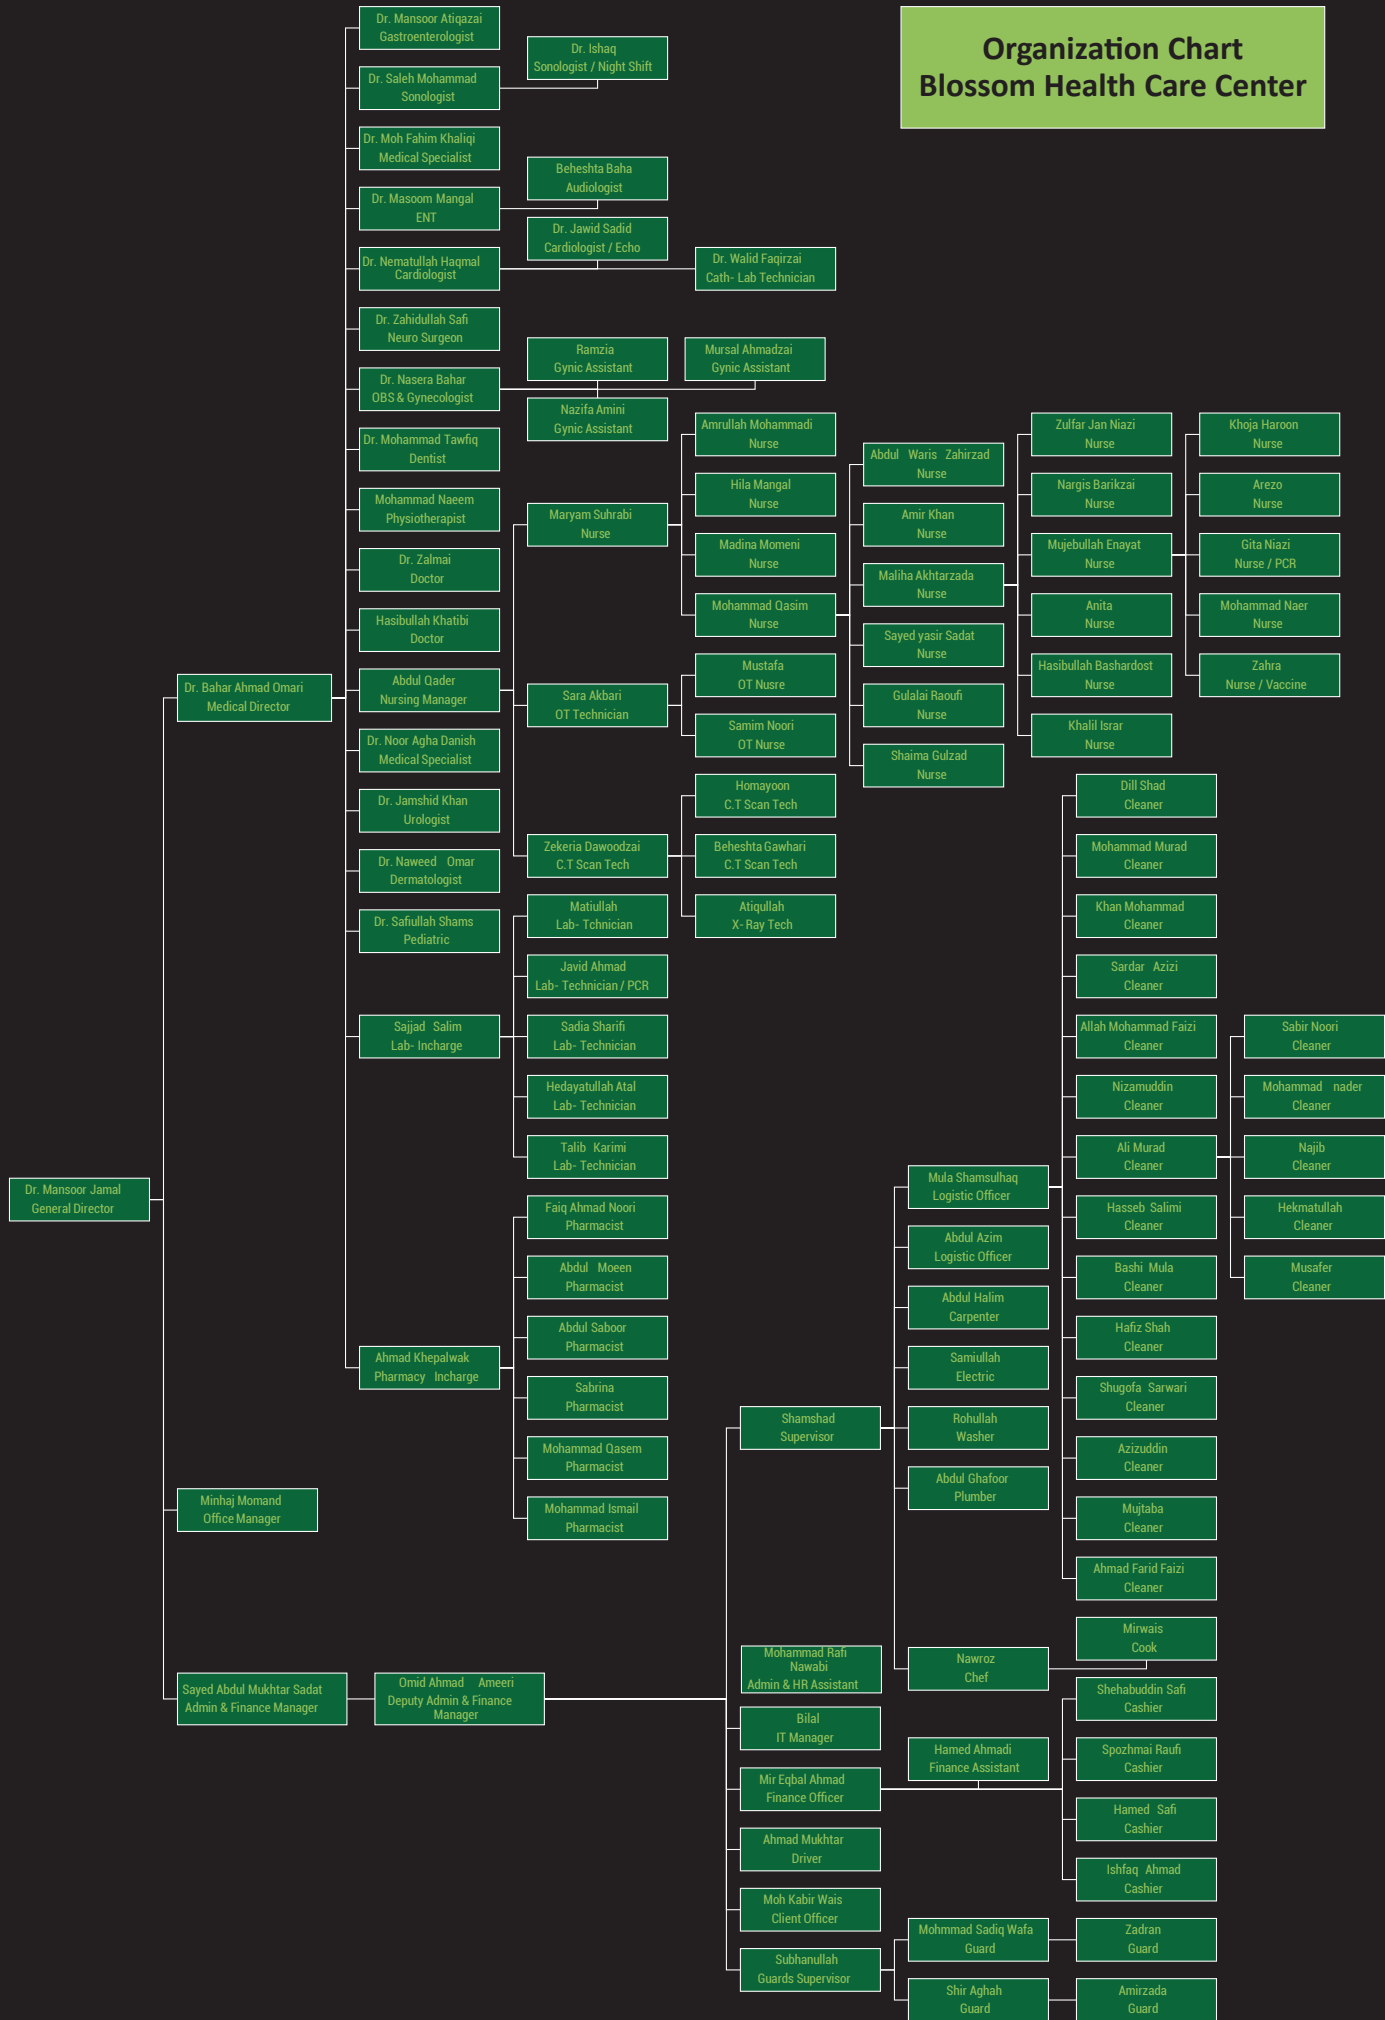 Organization Chart
Blossom Health Care Center
Dr. Mansoor Jamal
General Director
Dr. Bahar Ahmad Omari
Medical Director
Minhaj Momand
Office Manager
Sayed Abdul Mukhtar Sadat
Admin & Finance Manager
Dr. Mansoor Atiqazai
Gastroenterologist
Dr. Saleh Mohammad
Sonologist
Dr. Ishaq
Sonologist / Night Shift
Dr. Moh Fahim Khaliqi
Medical Specialist
Dr. Masoom Mangal
ENT
Beheshta Baha
Audiologist
Dr. Nematullah Haqmal
Cardiologist
Dr. Jawid Sadid
Cardiologist / Echo
Dr. Walid Faqirzai
Cath- Lab Technician
Dr. Zahidullah Safi
Neuro Surgeon
Dr. Nasera Bahar
OBS & Gynecologist
Ramzia
Gynic Assistant
Mursal Ahmadzai
Gynic Assistant
Nazifa Amini
Gynic Assistant
Dr. Mohammad Tawfiq
Dentist
Mohammad Naeem
Physiotherapist
Dr. Zalmai
Doctor
Hasibullah Khatibi
Doctor
Abdul Qader
Nursing Manager
Dr. Noor Agha Danish
Medical Specialist
Dr. Jamshid Khan
Urologist
Dr. Naweed Omar
Dermatologist
Dr. Safiullah Shams
Pediatric
Sajjad Salim
Lab- Incharge
Ahmad Khepalwak
Pharmacy Incharge
Maryam Suhrabi
Nurse
Sara Akbari
OT Technician
Zekeria Dawoodzai
C.T Scan Tech
Amrullah Mohammadi
Nurse
Hila Mangal
Nurse
Madina Momeni
Nurse
Mohammad Qasim
Nurse
Mustafa
OT Nusre
Samim Noori
OT Nurse
Homayoon
C.T Scan Tech
Beheshta Gawhari
C.T Scan Tech
Atiqullah
X- Ray Tech
Abdul Waris Zahirzad
Nurse
Amir Khan
Nurse
Maliha Akhtarzada
Nurse
Sayed yasir Sadat
Nurse
Gulalai Raoufi
Nurse
Shaima Gulzad
Nurse
Zulfar Jan Niazi
Nurse
Nargis Barikzai
Nurse
Mujebullah Enayat
Nurse
Anita
Nurse
Hasibullah Bashardost
Nurse
Khalil Israr
Nurse
Khoja Haroon
Nurse
Arezo
Nurse
Gita Niazi
Nurse / PCR
Mohammad Naer
Nurse
Zahra
Nurse / Vaccine
Matiullah
Lab- Tchnician
Javid Ahmad
Lab- Technician / PCR
Sadia Sharifi
Lab- Technician
Hedayatullah Atal
Lab- Technician
Talib Karimi
Lab- Technician
Faiq Ahmad Noori
Pharmacist
Abdul Moeen
Pharmacist
Abdul Saboor
Pharmacist
Sabrina
Pharmacist
Mohammad Qasem
Pharmacist
Mohammad Ismail
Pharmacist
Omid Ahmad Ameeri
Deputy Admin & Finance
Manager
Shamshad
Supervisor
Mohammad Rafi
Nawabi
Admin & HR Assistant
Bilal
IT Manager
Mir Eqbal Ahmad
Finance Officer
Ahmad Mukhtar
Driver
Moh Kabir Wais
Client Officer
Subhanullah
Guards Supervisor
Mula Shamsulhaq
Logistic Officer
Abdul Azim
Logistic Officer
Abdul Halim
Carpenter
Samiullah
Electric
Rohullah
Washer
Abdul Ghafoor
Plumber
Nawroz
Chef
Hamed Ahmadi
Finance Assistant
Mohmmad Sadiq Wafa
Guard
Shir Aghah
Guard
Dill Shad
Cleaner
Mohammad Murad
Cleaner
Khan Mohammad
Cleaner
Sardar Azizi
Cleaner
Allah Mohammad Faizi
Cleaner
Nizamuddin
Cleaner
Ali Murad
Cleaner
Hasseb Salimi
Cleaner
Bashi Mula
Cleaner
Hafiz Shah
Cleaner
Shugofa Sarwari
Cleaner
Azizuddin
Cleaner
Mujtaba
Cleaner
Ahmad Farid Faizi
Cleaner
Mirwais
Cook
Shehabuddin Safi
Cashier
Spozhmai Raufi
Cashier
Hamed Safi
Cashier
Ishfaq Ahmad
Cashier
Zadran
Guard
Amirzada
Guard
Sabir Noori
Cleaner
Mohammad nader
Cleaner
Najib
Cleaner
Hekmatullah
Cleaner
Musafer
Cleaner